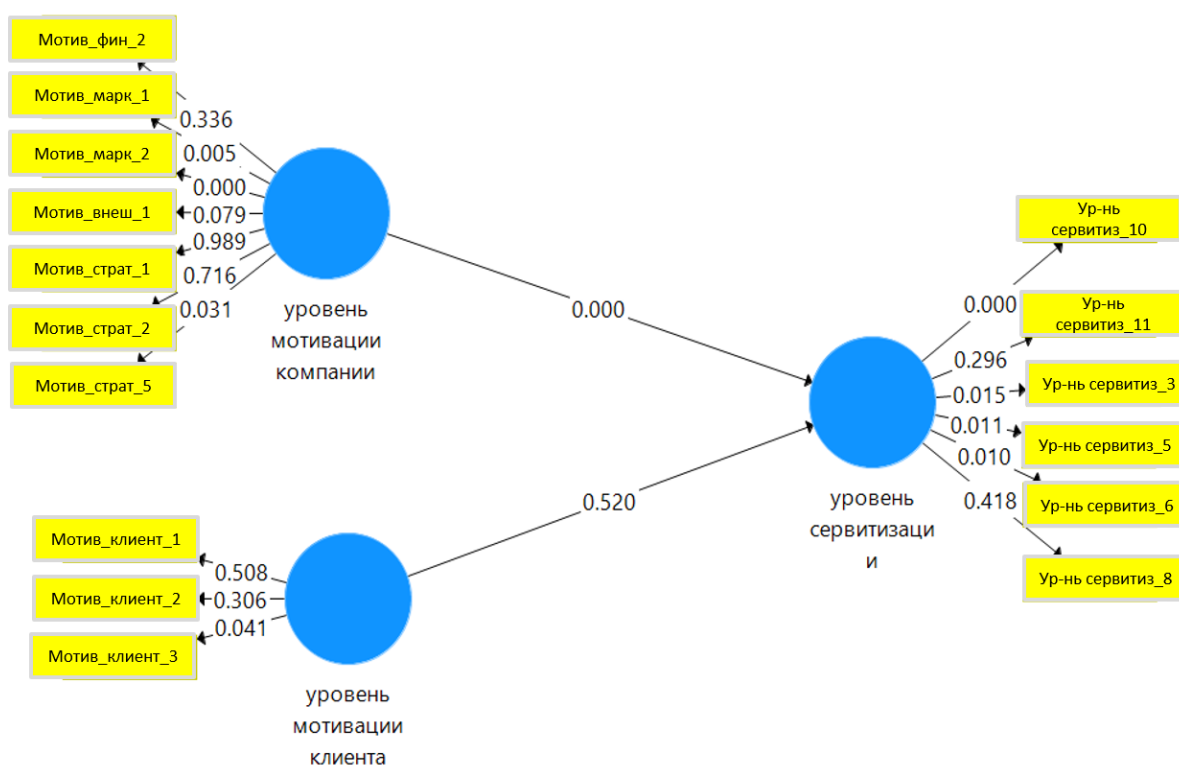 Мотив_фин_2
Мотив_марк_1
Мотив_марк_2
Мотив_внеш_1
Мотив_страт_1
Мотив_страт_2
Мотив_страт_5
0.336
0.005
0.000
0.079
0.989
0.716
0.031
уровень
мотивации
компании
0.000
Мотив_клиент_1
Мотив_клиент_2
Мотив_клиент_3
0.508
0.306
0.041
уровень
мотивации
клиента
0.520
уровень
сервитизаци
и
0.000
0.296
0.015
0.011
0.010
0.418
Ур-нь
сервитиз_10
Ур-нь
сервитиз_11
Ур-нь сервитиз_3
Ур-нь сервитиз_5
Ур-нь сервитиз_6
Ур-нь сервитиз_8